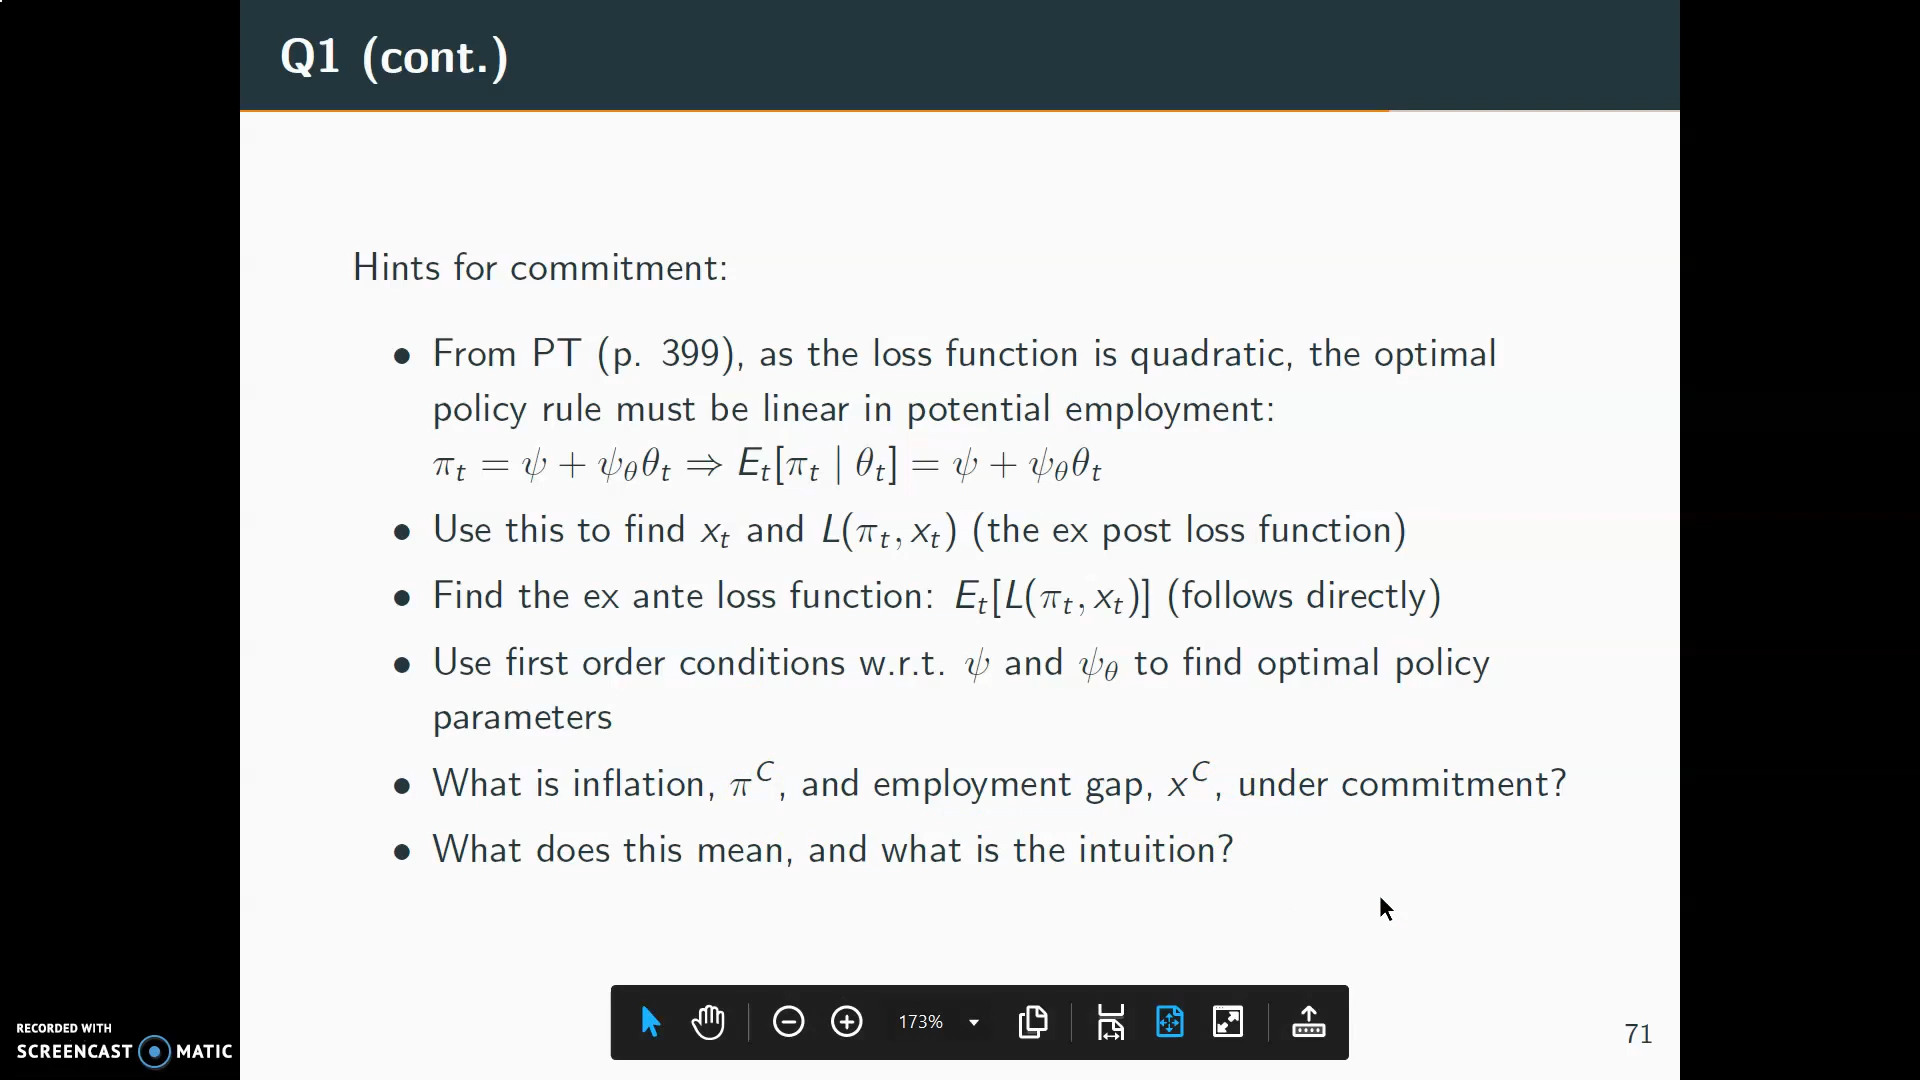 Q1 (cont.)
Hints for commitment:
• From PT (p. 399), as the loss function is quadratic, the optimal
policy rule must be linear in potential employment:
π_t = ψ + ψ_θθ_t ⇒ E_t[π_t | θ_t] = ψ + ψ_θθ_t
• Use this to find x_t and L(π_t, x_t) (the ex post loss function)
• Find the ex ante loss function: E_t[L(π_t, x_t)] (follows directly)
• Use first order conditions w.r.t. ψ and ψ_θ to find optimal policy
parameters
• What is inflation, π^C, and employment gap, x^C, under commitment?
• What does this mean, and what is the intuition?
173%
71
RECORDED WITH
SCREENCAST MATIC